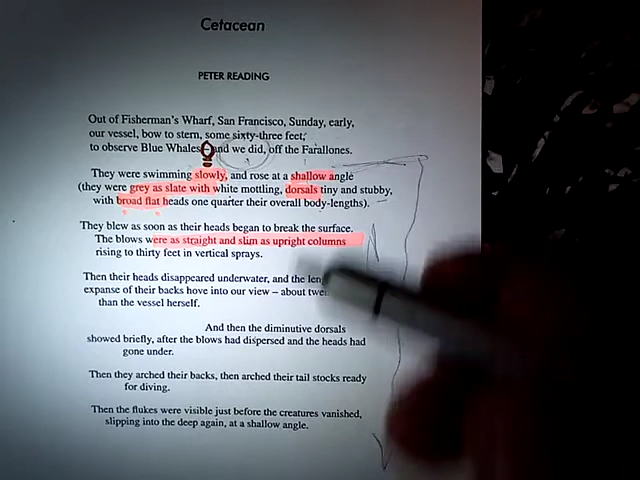 Cetacean
PETER READING
Out of Fisherman's Wharf, San Francisco, Sunday, early,
our vessel, bow to stern, some sixty-three feet,
to observe Blue Whales and we did, off the Farallones.
They were swimming slowly, and rose at a shallow angle
(they were grey as slate with white mottling, dorsals tiny and stubby,
with broad flat heads one quarter their overall body-lengths).
They blew as soon as their heads began to break the surface.
The blows were as straight and slim as upright columns
rising to thirty feet in vertical sprays.
Then their heads disappeared underwater, and the
expanse of their backs hove into our view – about
than the vessel herself.
And then the diminutive dorsals
showed briefly, after the blows had dispersed and the heads had
gone under.
Then they arched their backs, then arched their tail stocks ready
for diving.
Then the flukes were visible just before the creatures vanished,
slipping into the deep again, at a shallow angle.